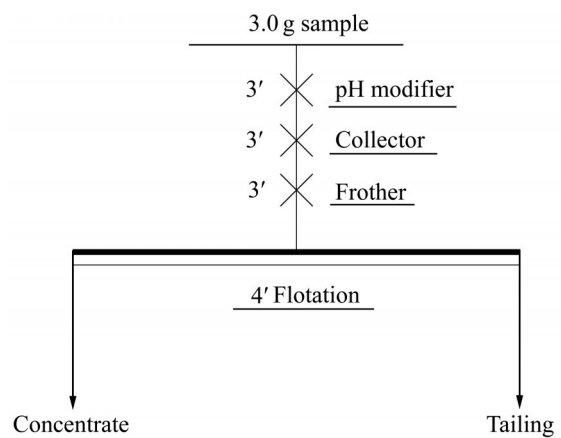 3.0 g sample
3′ pH modifier
3′ Collector
3′ Frother
4′ Flotation
Concentrate Tailing